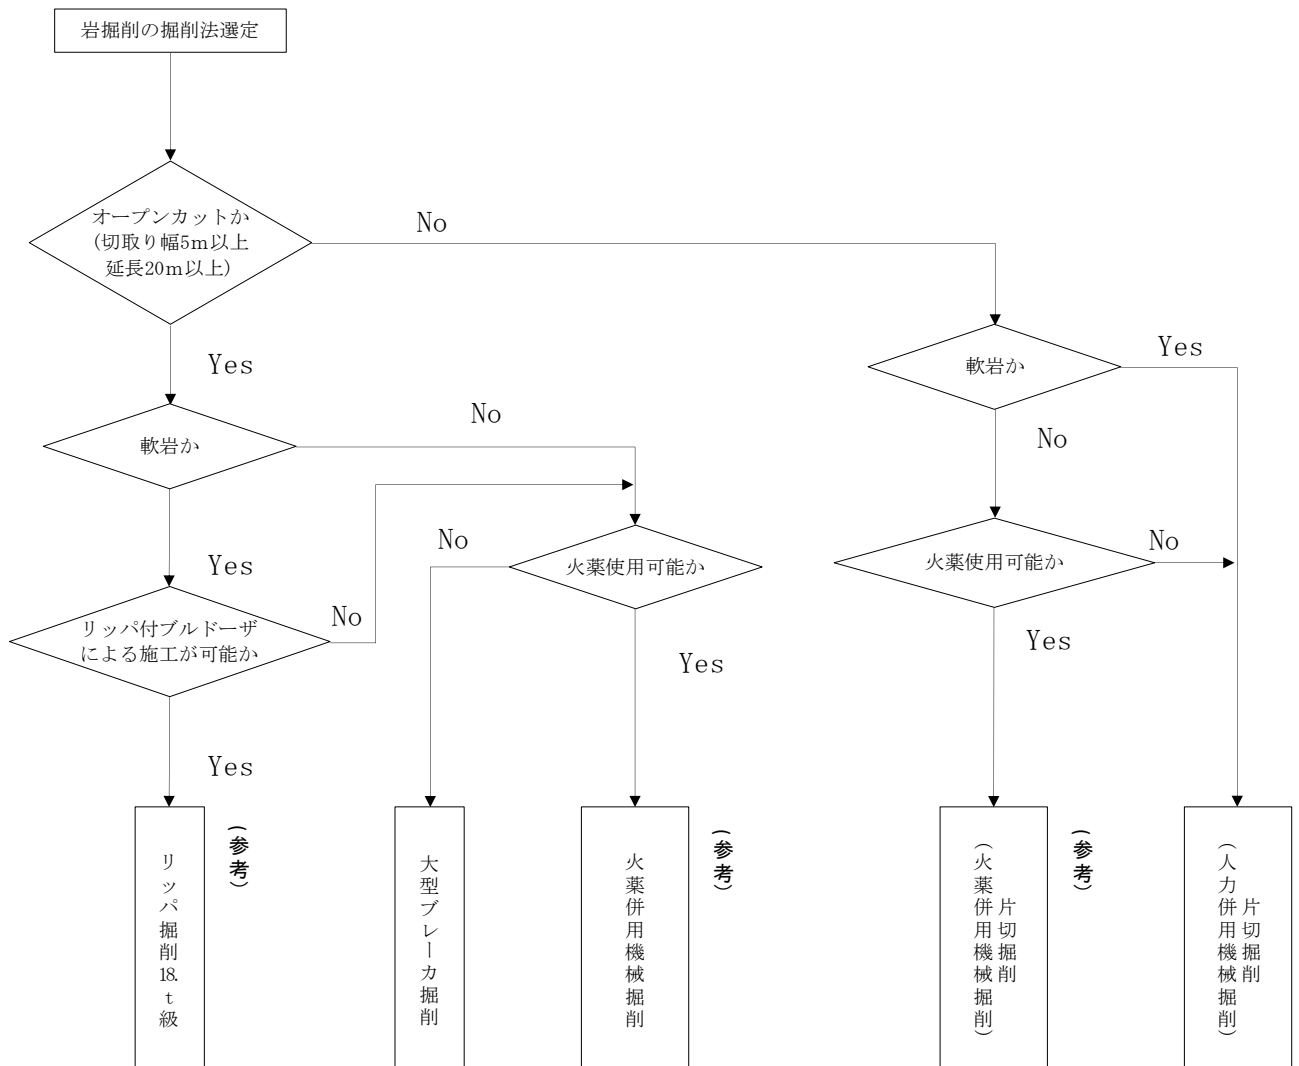 岩掘削の掘削法選定
オープンカットか
(切取り幅5m以上
延長20m以上)
No
Yes
軟岩か
No
Yes
リッパ付ブルドーザ
による施工が可能か
No
Yes
火薬使用可能か
No
Yes
軟岩か
Yes
No
火薬使用可能か
No
Yes
リッパ掘削18.t級
(参考)
大型ブレーカ掘削
火薬併用機械掘削
(参考)
片切掘削
(火薬併用機械掘削)
(参考)
片切掘削
(人力併用機械掘削)